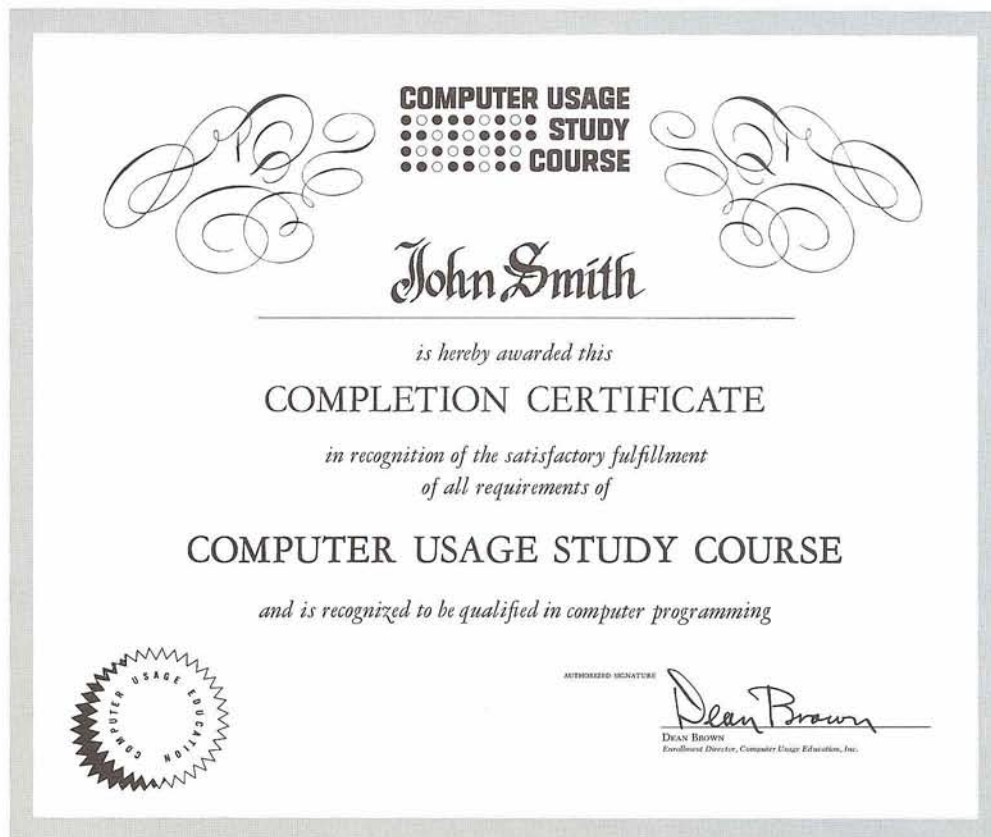 COMPUTER USAGE
STUDY
COURSE
John Smith
is hereby awarded this
COMPLETION CERTIFICATE
in recognition of the satisfactory fulfillment
of all requirements of
COMPUTER USAGE STUDY COURSE
and is recognized to be qualified in computer programming
COMPUTER USAGE EDUCATION
AUTHORIZED SIGNATURE
Dean Brown
DEAN BROWN
Enrollment Director, Computer Usage Education, Inc.